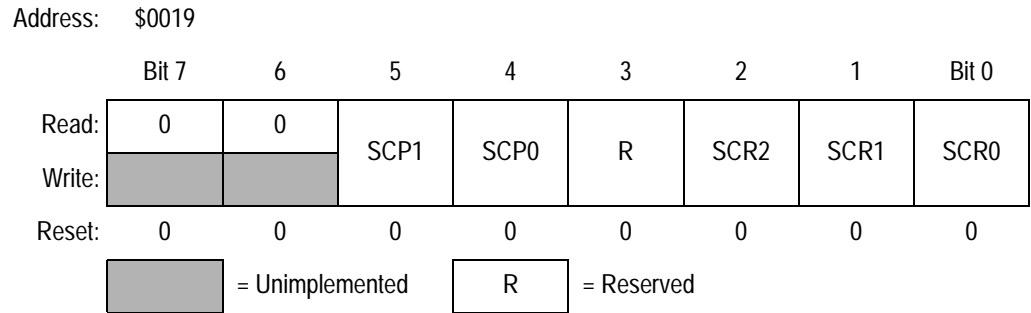 Address: $0019
Bit 7 6 5 4 3 2 1 Bit 0
Read: 0 0 SCP1 SCP0 R SCR2 SCR1 SCR0
Write:
Reset: 0 0 0 0 0 0 0 0
= Unimplemented R = Reserved